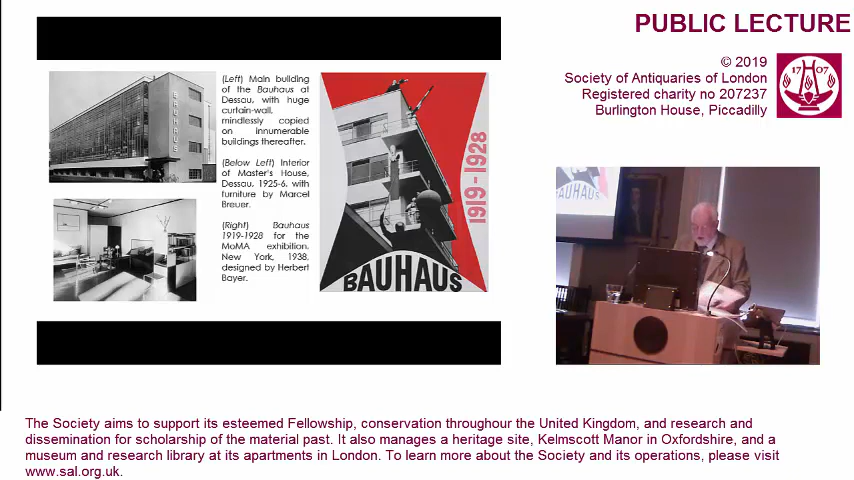 PUBLIC LECTURE
© 2019
Society of Antiquaries of London
Registered charity no 207237
Burlington House, Piccadilly
17 07
(Left) Main building
of the Bauhaus at
Dessau, with huge
curtain-wall,
mindlessly copied
on innumerable
buildings thereafter.
(Below Left) Interior
of Master's House,
Dessau, 1925-6, with
furniture by Marcel
Breuer.
(Right) Bauhaus
1919-1928 for the
MoMA exhibition,
New York, 1938,
designed by Herbert
Bayer.
BAUHAUS
1919-1928
BAUHAUS
BAUHAUS
The Society aims to support its esteemed Fellowship, conservation throughour the United Kingdom, and research and
dissemination for scholarship of the material past. It also manages a heritage site, Kelmscott Manor in Oxfordshire, and a
museum and research library at its apartments in London. To learn more about the Society and its operations, please visit
www.sal.org.uk.